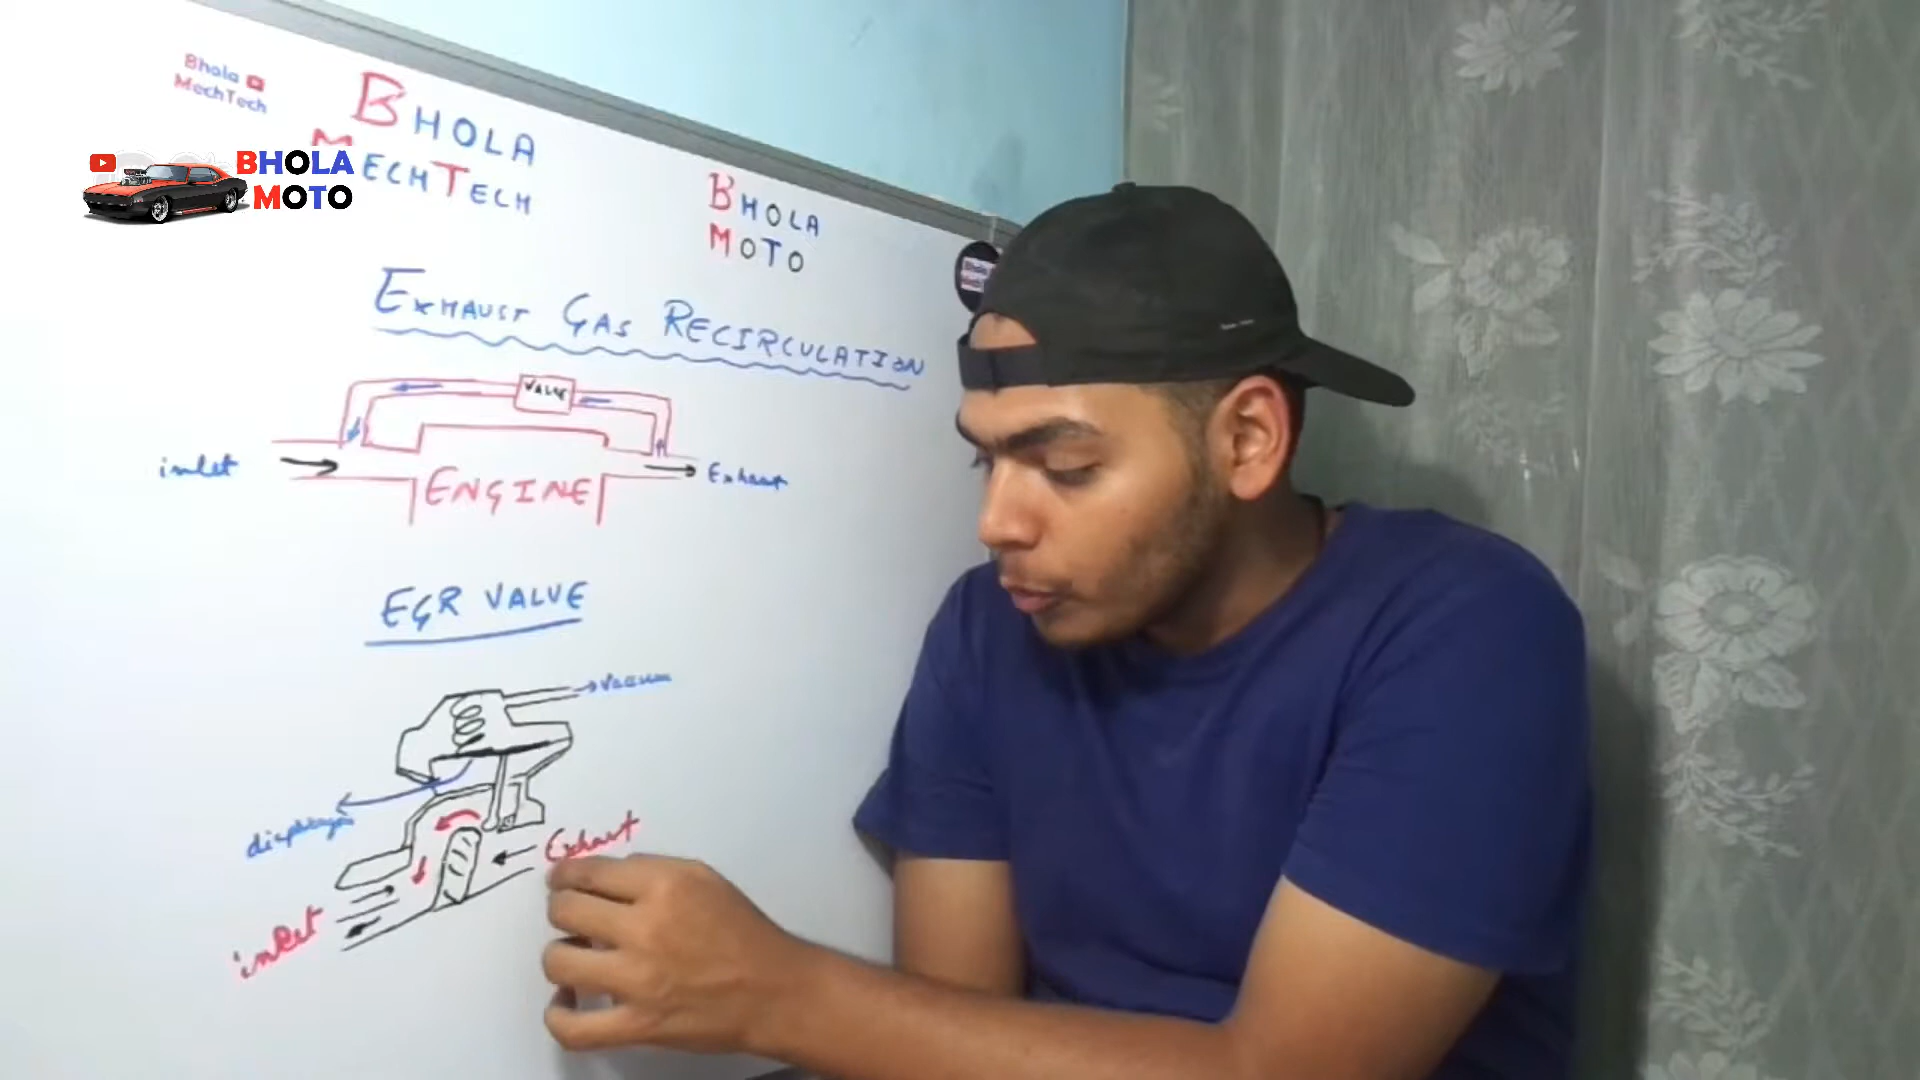 Bhola
MechTech
BHOLA
MECHTECH
BHOLA
MOTO
BHOLA
MOTO
EXHAUST GAS RECIRCULATION
VALVE
inlet
ENGINE
Exhaust
EGR VALVE
Vacuum
diaphragm
Exhaust
inlet